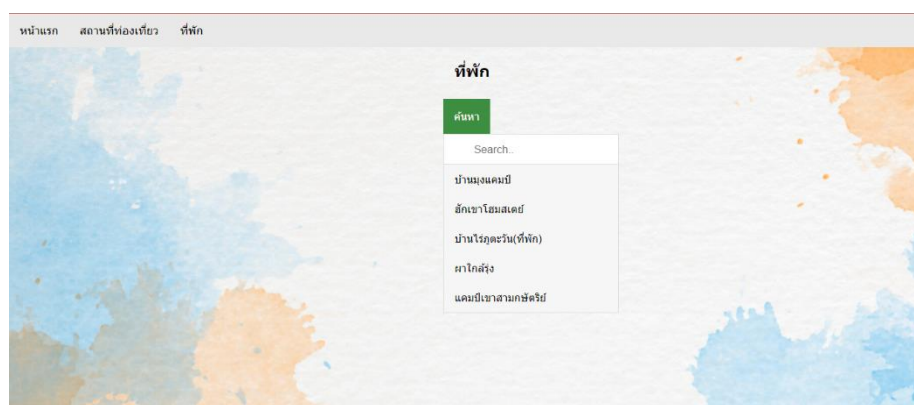 หน้าแรก สถานที่ท่องเที่ยว ที่พัก
ที่พัก
ค้นหา
Search..
บ้านมุงแคมป์
ฮักเขาโฮมสเตย์
บ้านไร่ภูตะวัน(ที่พัก)
ผาใกล้รุ่ง
แคมป์เขาสามกษัตริย์